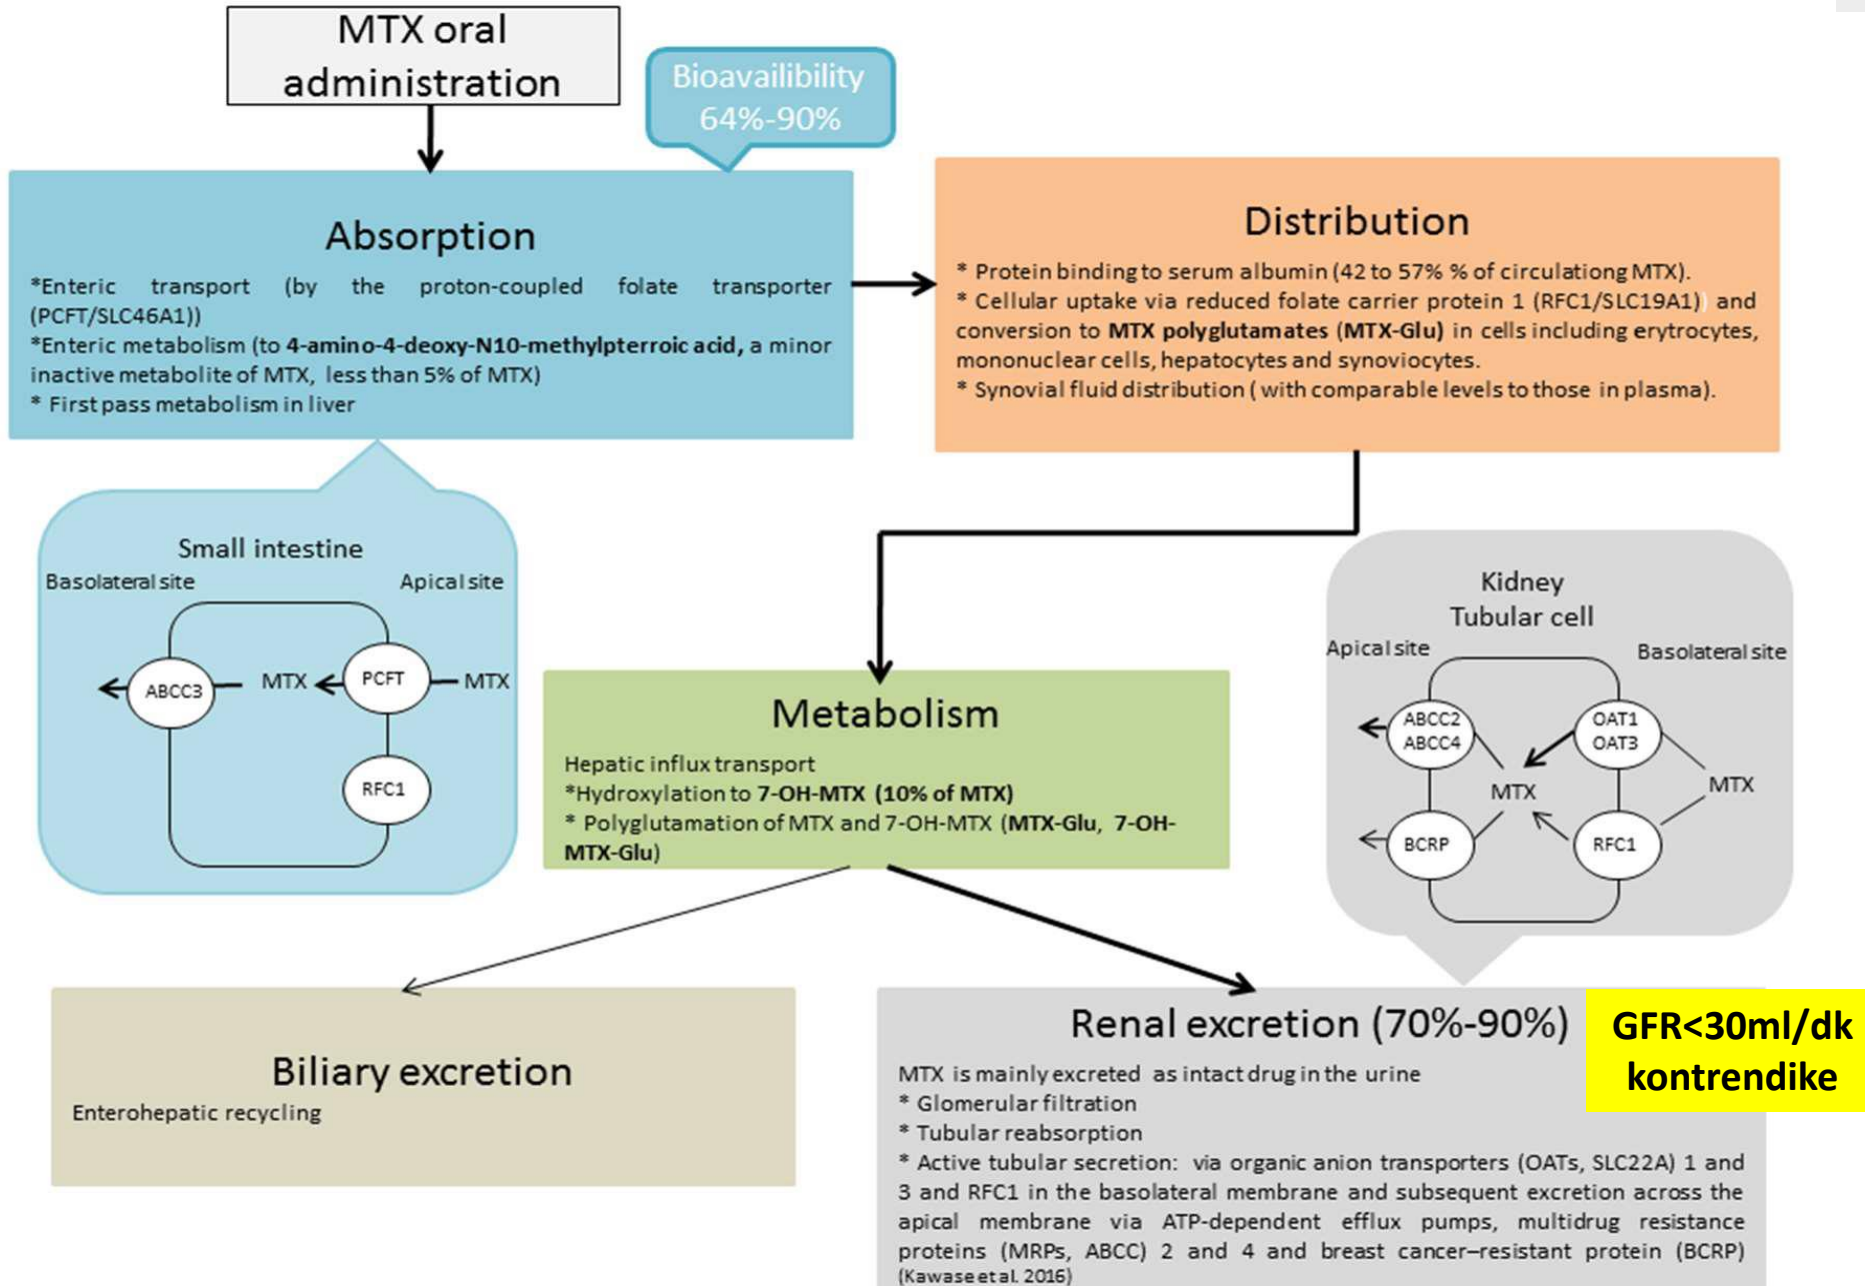 MTX oral
administration
Bioavailibility
64%-90%
Absorption
*Enteric transport (by the proton-coupled folate transporter
(PCFT/SLC46A1))
*Enteric metabolism (to 4-amino-4-deoxy-N10-methylpterroic acid, a minor
inactive metabolite of MTX, less than 5% of MTX)
* First pass metabolism in liver
Distribution
* Protein binding to serum albumin (42 to 57% % of circulationg MTX).
* Cellular uptake via reduced folate carrier protein 1 (RFC1/SLC19A1)) and
conversion to MTX polyglutamates (MTX-Glu) in cells including erytrocytes,
mononuclear cells, hepatocytes and synoviocytes.
* Synovial fluid distribution ( with comparable levels to those in plasma).
Small intestine
Basolateral site
Apical site
ABCC3
MTX
PCFT
MTX
RFC1
Kidney
Tubular cell
Apical site
Basolateral site
ABCC2
ABCC4
OAT1
OAT3
MTX
MTX
BCRP
RFC1
Metabolism
Hepatic influx transport
*Hydroxylation to 7-OH-MTX (10% of MTX)
* Polyglutamation of MTX and 7-OH-MTX (MTX-Glu, 7-OH-
MTX-Glu)
Biliary excretion
Enterohepatic recycling
Renal excretion (70%-90%)
MTX is mainly excreted as intact drug in the urine
* Glomerular filtration
* Tubular reabsorption
* Active tubular secretion: via organic anion transporters (OATs, SLC22A) 1 and
3 and RFC1 in the basolateral membrane and subsequent excretion across the
apical membrane via ATP-dependent efflux pumps, multidrug resistance
proteins (MRPs, ABCC) 2 and 4 and breast cancer–resistant protein (BCRP)
(Kawase et al. 2016)
GFR<30ml/dk
kontrendike